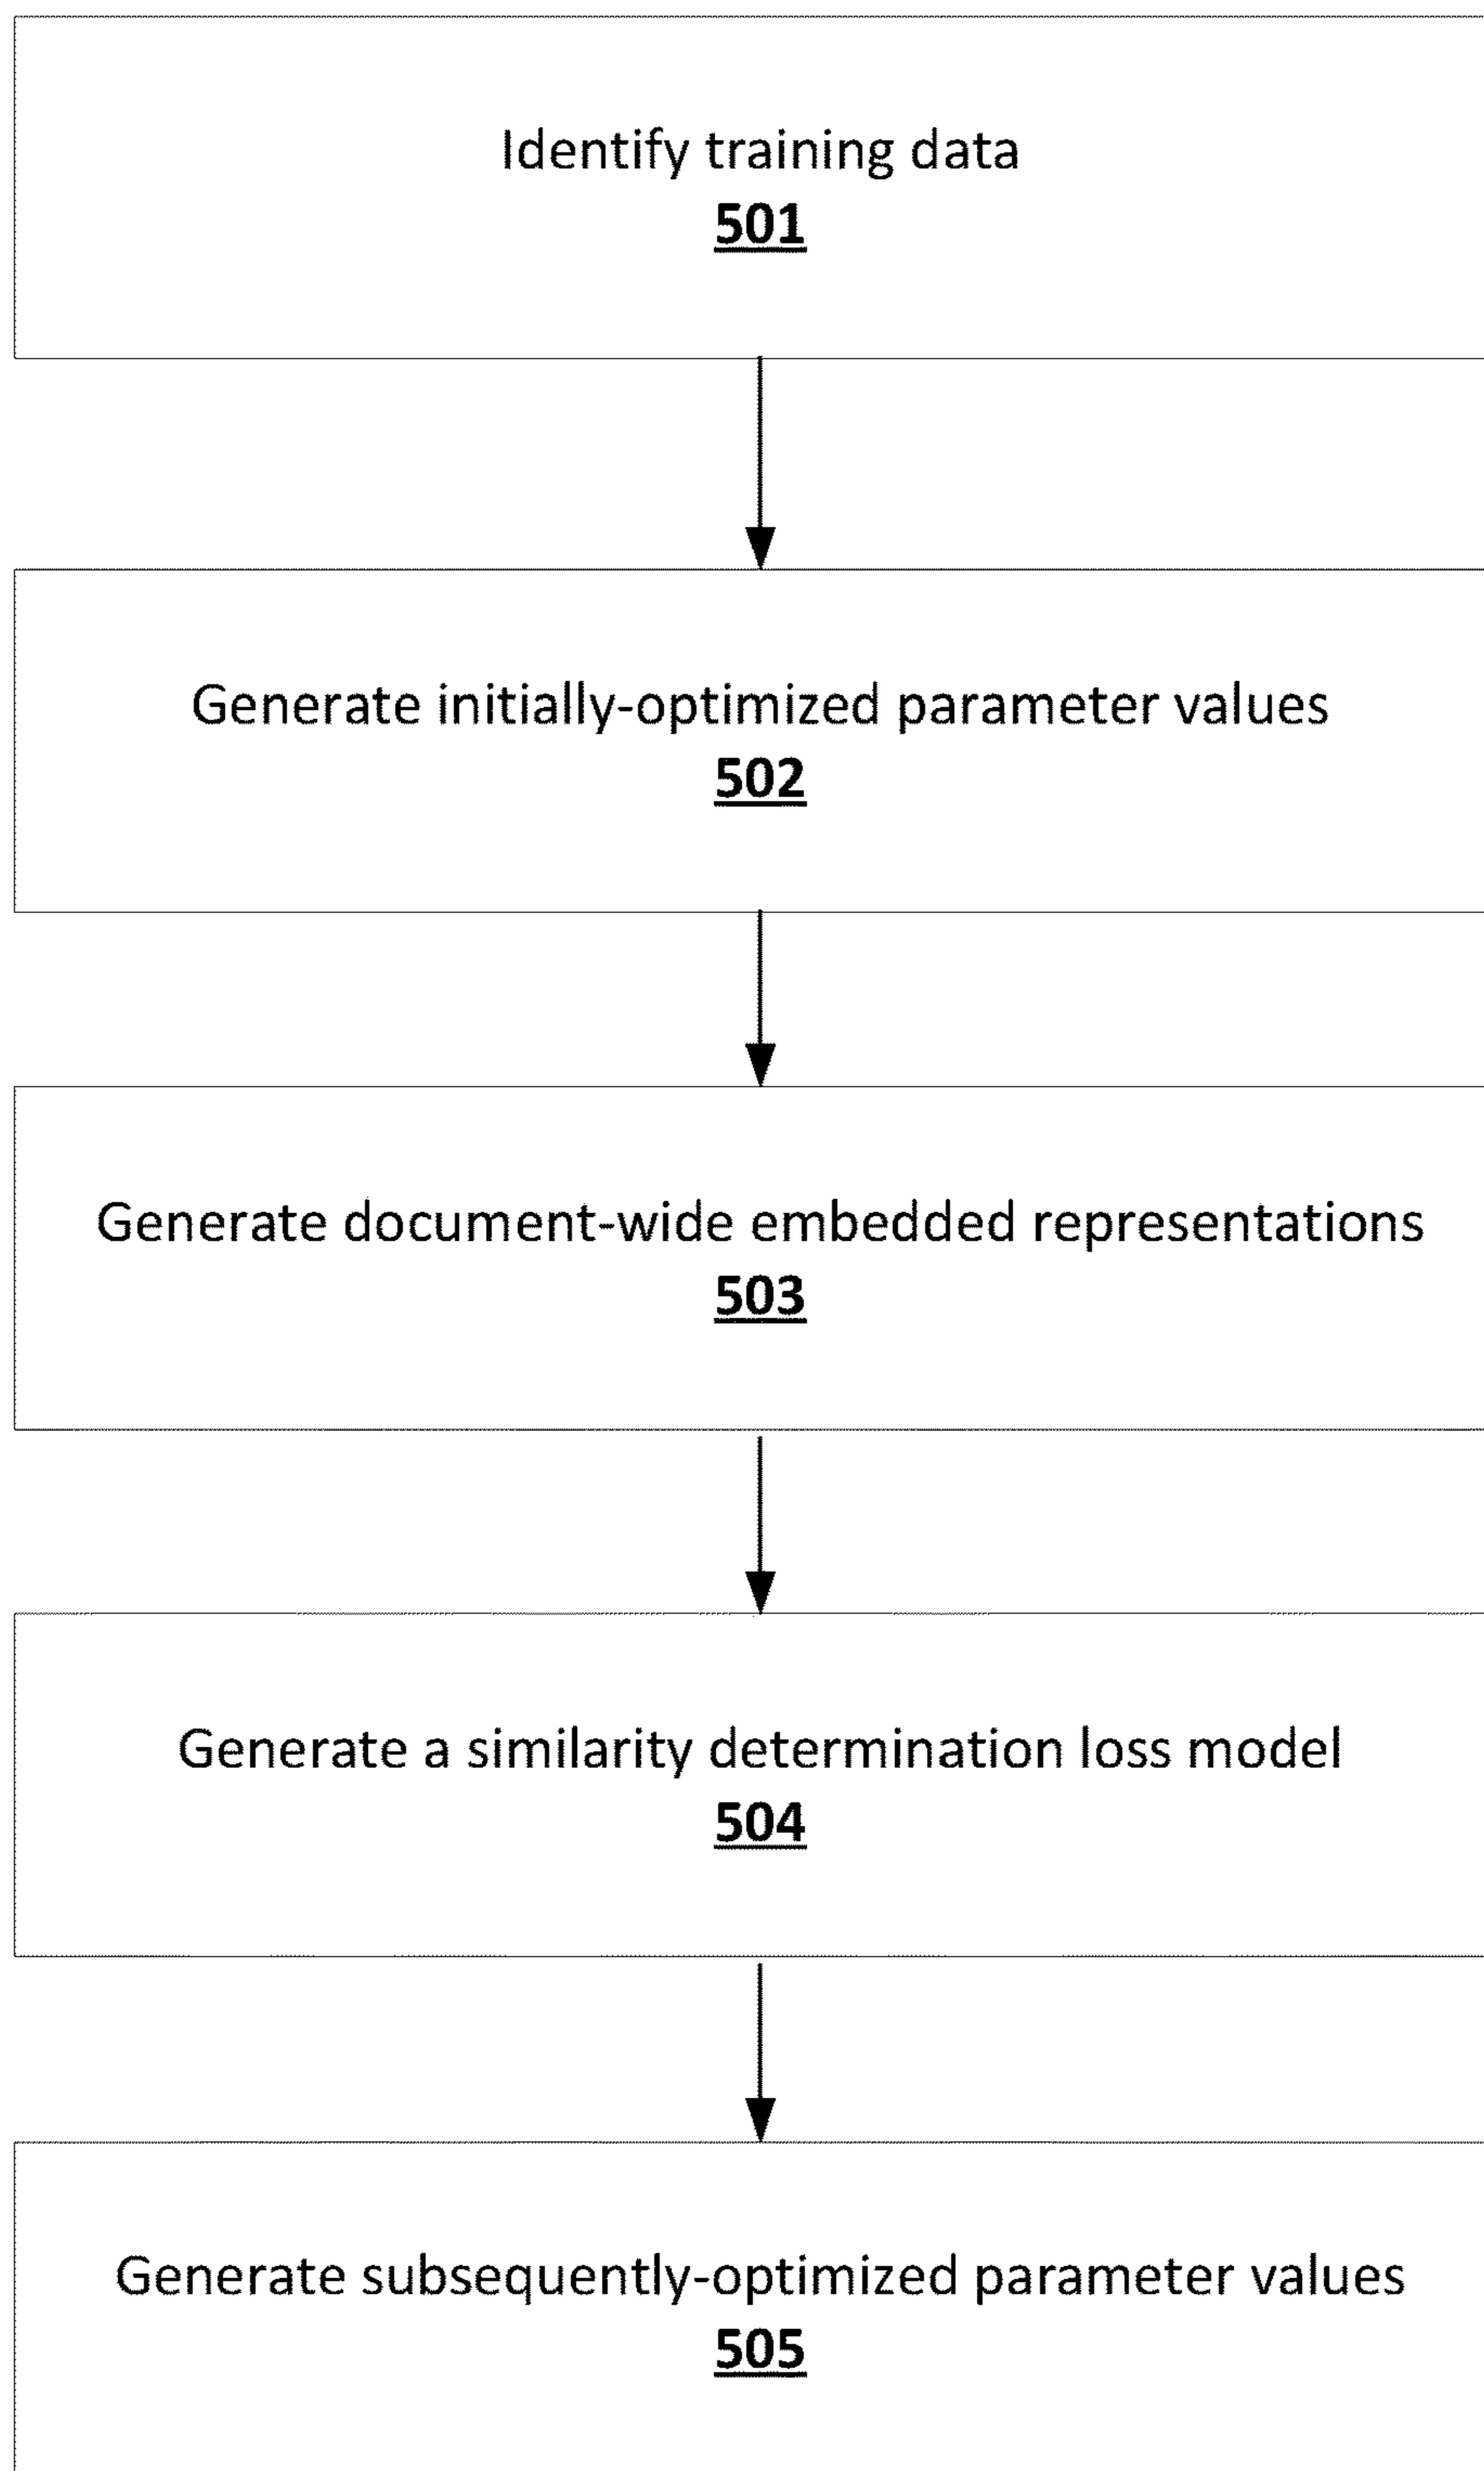 Identify training data
501
Generate initially-optimized parameter values
502
Generate document-wide embedded representations
503
Generate a similarity determination loss model
504
Generate subsequently-optimized parameter values
505